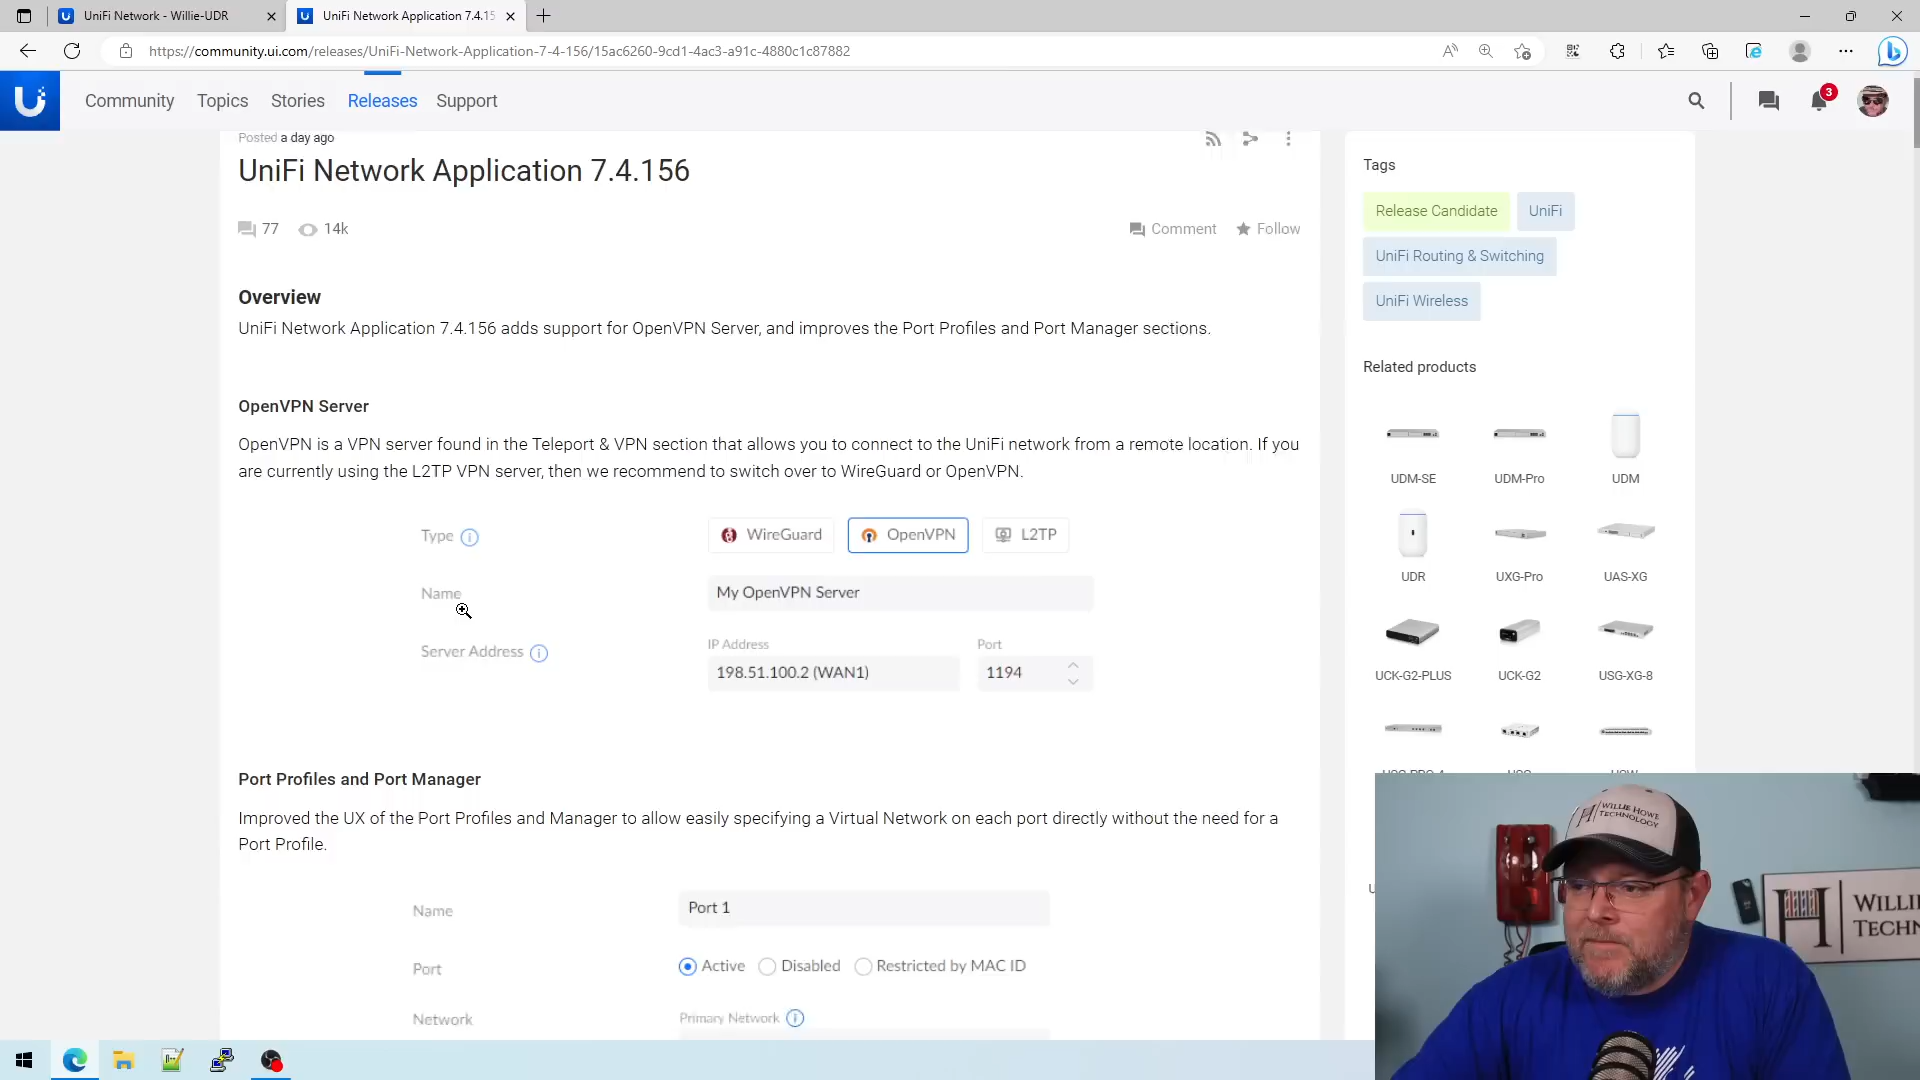 UniFi Network - Willie-UDR
UniFi Network Application 7.4.15
https://community.ui.com/releases/UniFi-Network-Application-7-4-156/15ac6260-9cd1-4ac3-a91c-4880c1c87882
Community
Topics
Stories
Releases
Support
3
Posted a day ago
UniFi Network Application 7.4.156
77
14k
Comment
Follow
Overview
UniFi Network Application 7.4.156 adds support for OpenVPN Server, and improves the Port Profiles and Port Manager sections.
OpenVPN Server
OpenVPN is a VPN server found in the Teleport & VPN section that allows you to connect to the UniFi network from a remote location. If you
are currently using the L2TP VPN server, then we recommend to switch over to WireGuard or OpenVPN.
Type
WireGuard
OpenVPN
L2TP
Name
My OpenVPN Server
Server Address
IP Address
198.51.100.2 (WAN1)
Port
1194
Port Profiles and Port Manager
Improved the UX of the Port Profiles and Manager to allow easily specifying a Virtual Network on each port directly without the need for a
Port Profile.
Name
Port 1
Port
Active
Disabled
Restricted by MAC ID
Network
Primary Network
Tags
Release Candidate
UniFi
UniFi Routing & Switching
UniFi Wireless
Related products
UDM-SE
UDM-Pro
UDM
UDR
UXG-Pro
UAS-XG
UCK-G2-PLUS
UCK-G2
USG-XG-8
WILLIE HOWE
TECHNOLOGY
WILLIE
TECHN